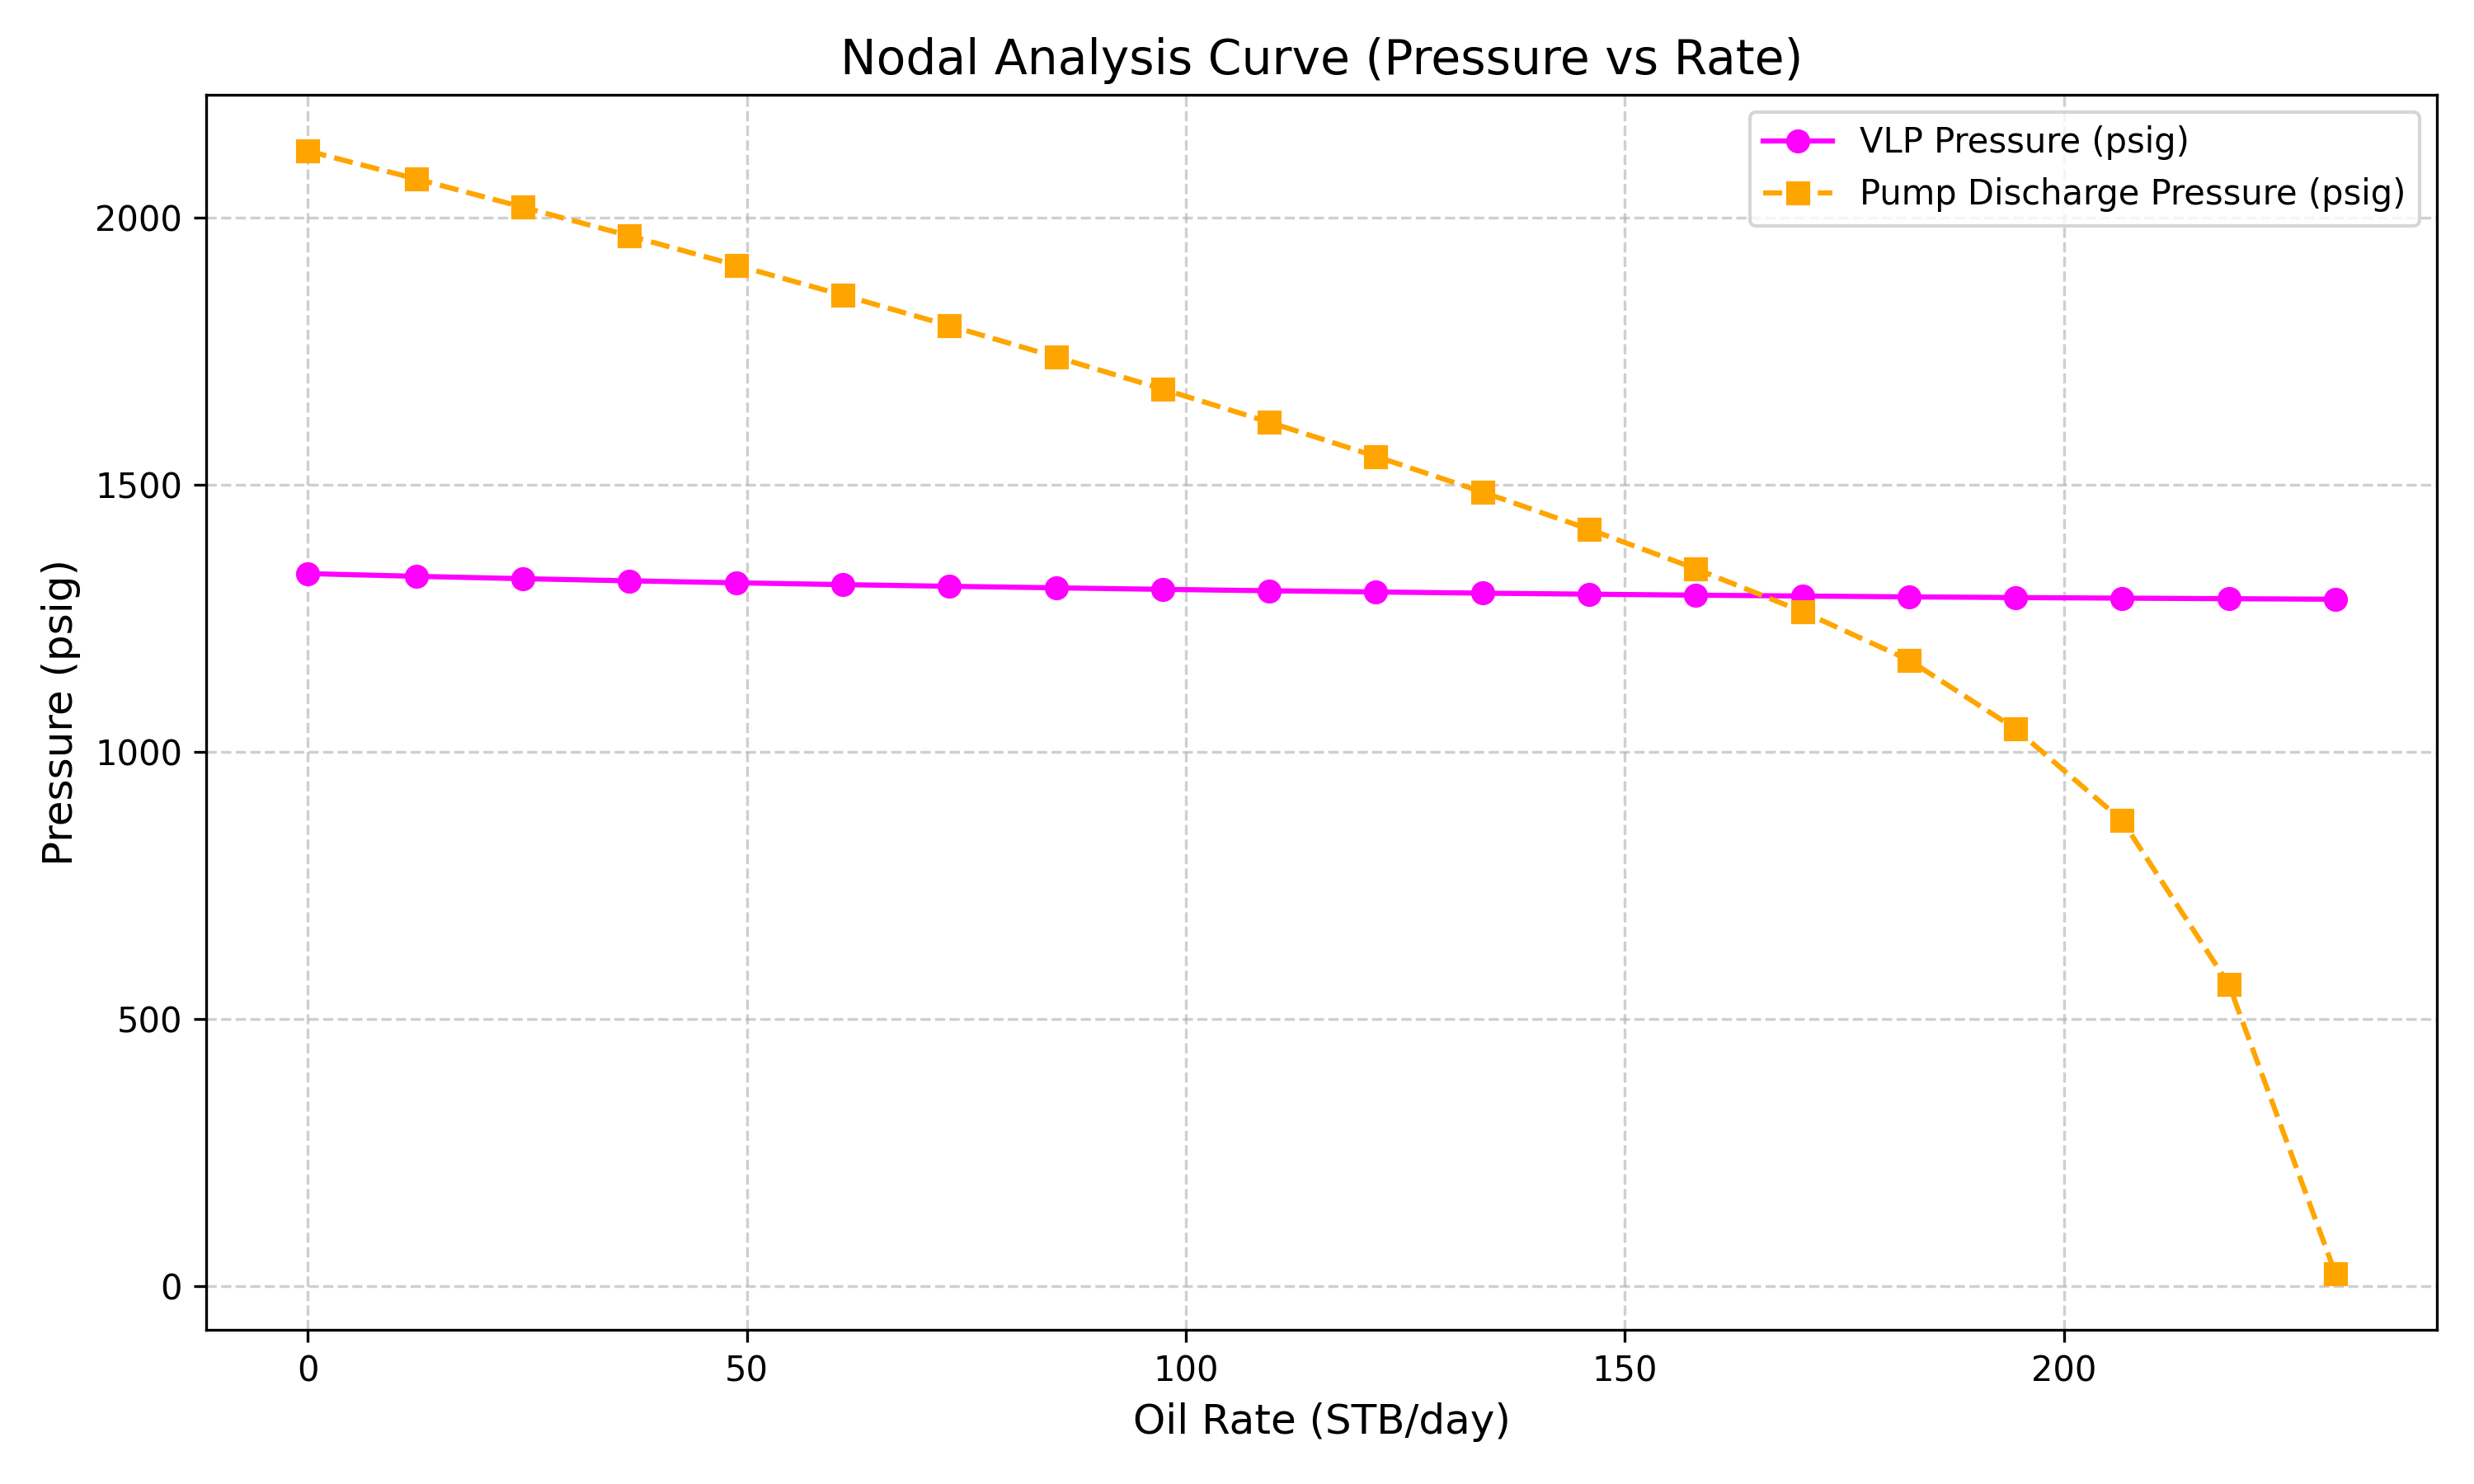 Nodal Analysis Curve (Pressure vs Rate)
VLP Pressure (psig)
Pump Discharge Pressure (psig)
Pressure (psig)
2000
1500
1000
500
0
0 50 100 150 200
Oil Rate (STB/day)